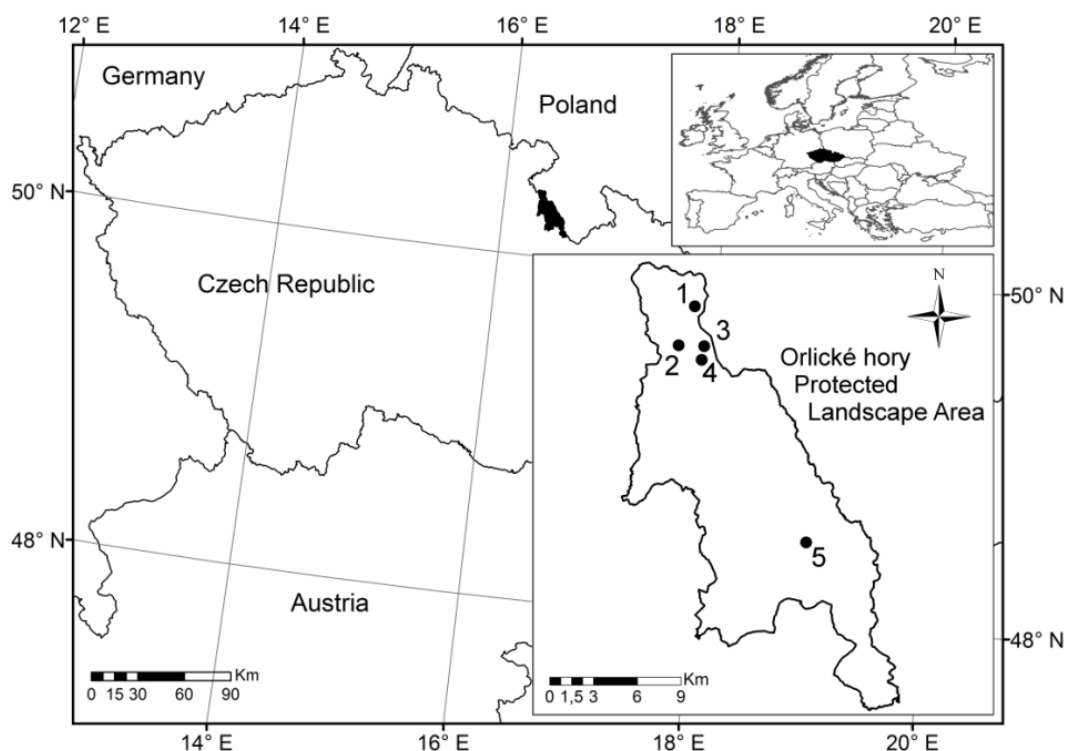 12° E 14° E 16° E 18° E 20° E
Germany
Poland
50° N
Czech Republic
N
50° N
1
3
2
4
Orlické hory
Protected
Landscape Area
48° N
5
Austria
48° N
Km
0 15 30 60 90
Km
0 1,5 3 6 9
14° E 16° E 18° E 20° E